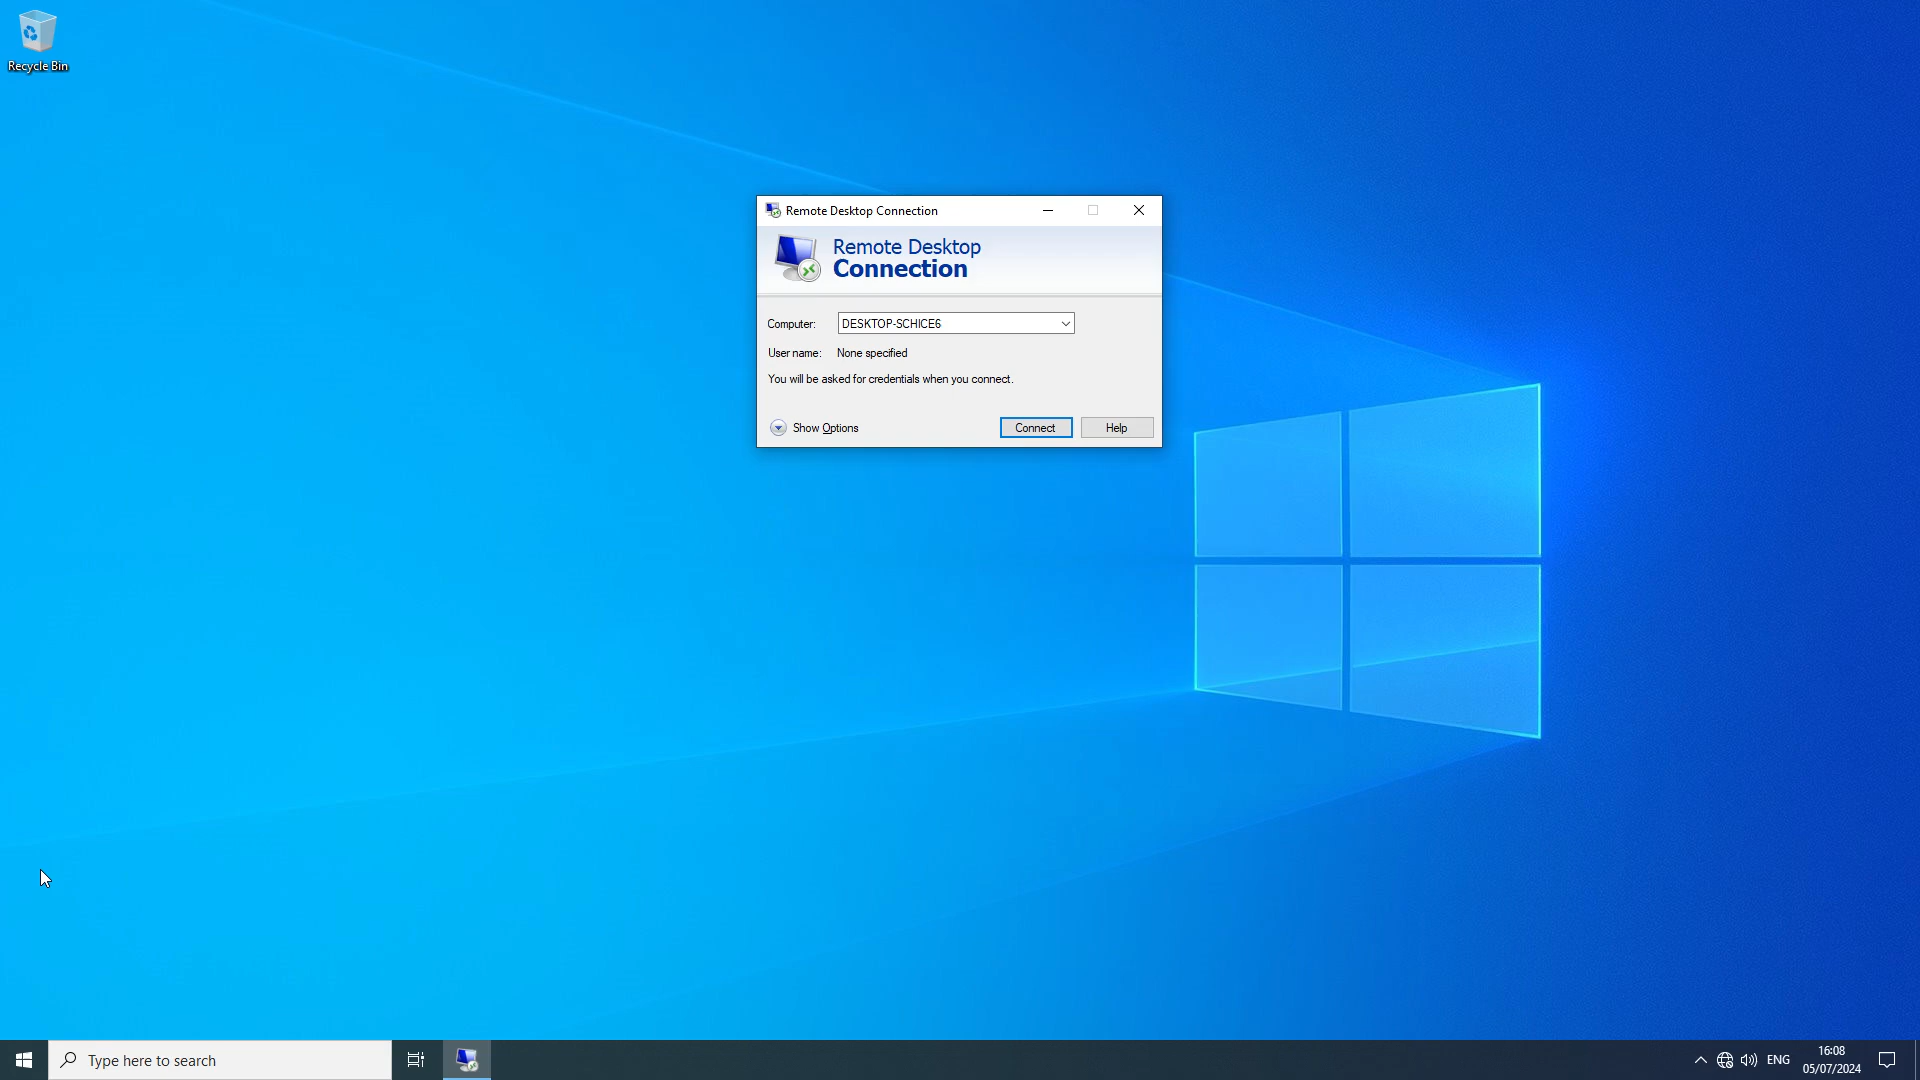 Recycle Bin
Remote Desktop Connection
Remote Desktop
Connection
Computer: DESKTOP-SCHICE6
User name: None specified
You will be asked for credentials when you connect.
Show Options Connect Help
Type here to search
ENG
16:08
05/07/2024